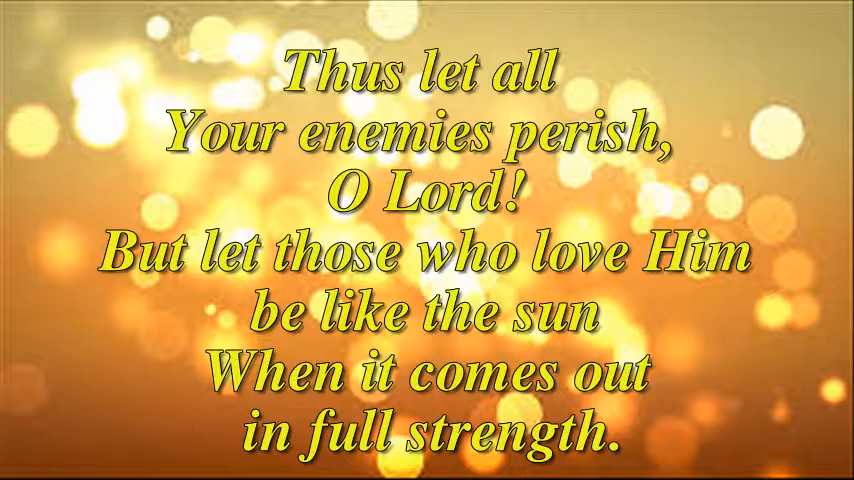 Thus let all
Your enemies perish,
O Lord!
But let those who love Him
be like the sun
When it comes out
in full strength.